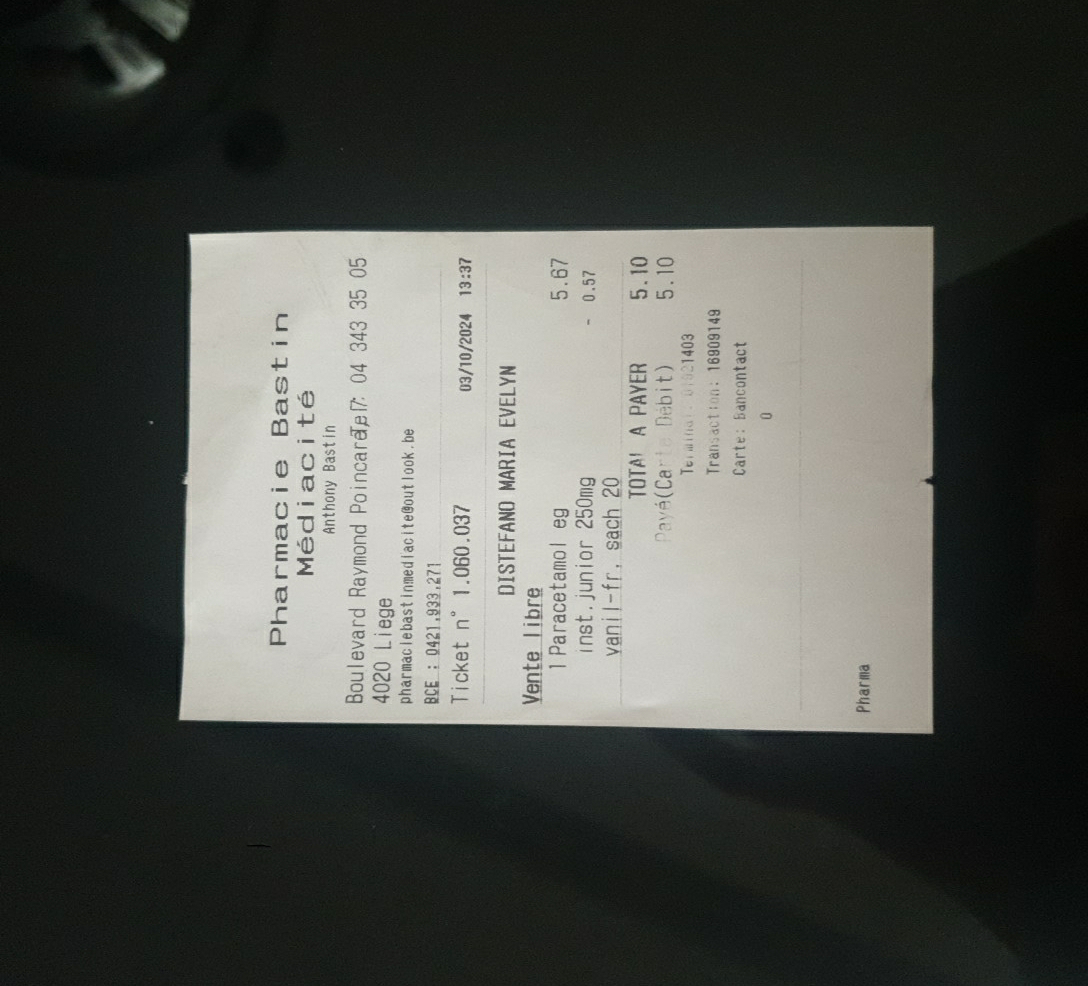 Pharmacie Bastin
Médiacité
Anthony Bastin
Boulevard Raymond Poincaré 7: 04 343 35 05
4020 Liege
pharmaciebastinmediacite@outlook.be
BCE : 0421.933.271
Ticket n° 1.060.037 03/10/2024 13:37
DISTEFANO MARIA EVELYN
Vente libre
1 Paracetamol eg 5.67
inst.junior 250mg - 0.57
vanil-fr. sach 20
TOTAL A PAYER 5.10
Payé(Carte Débit) 5.10
Terminal: 01021403
Transaction: 16909149
Carte: bancontact
0
Pharma